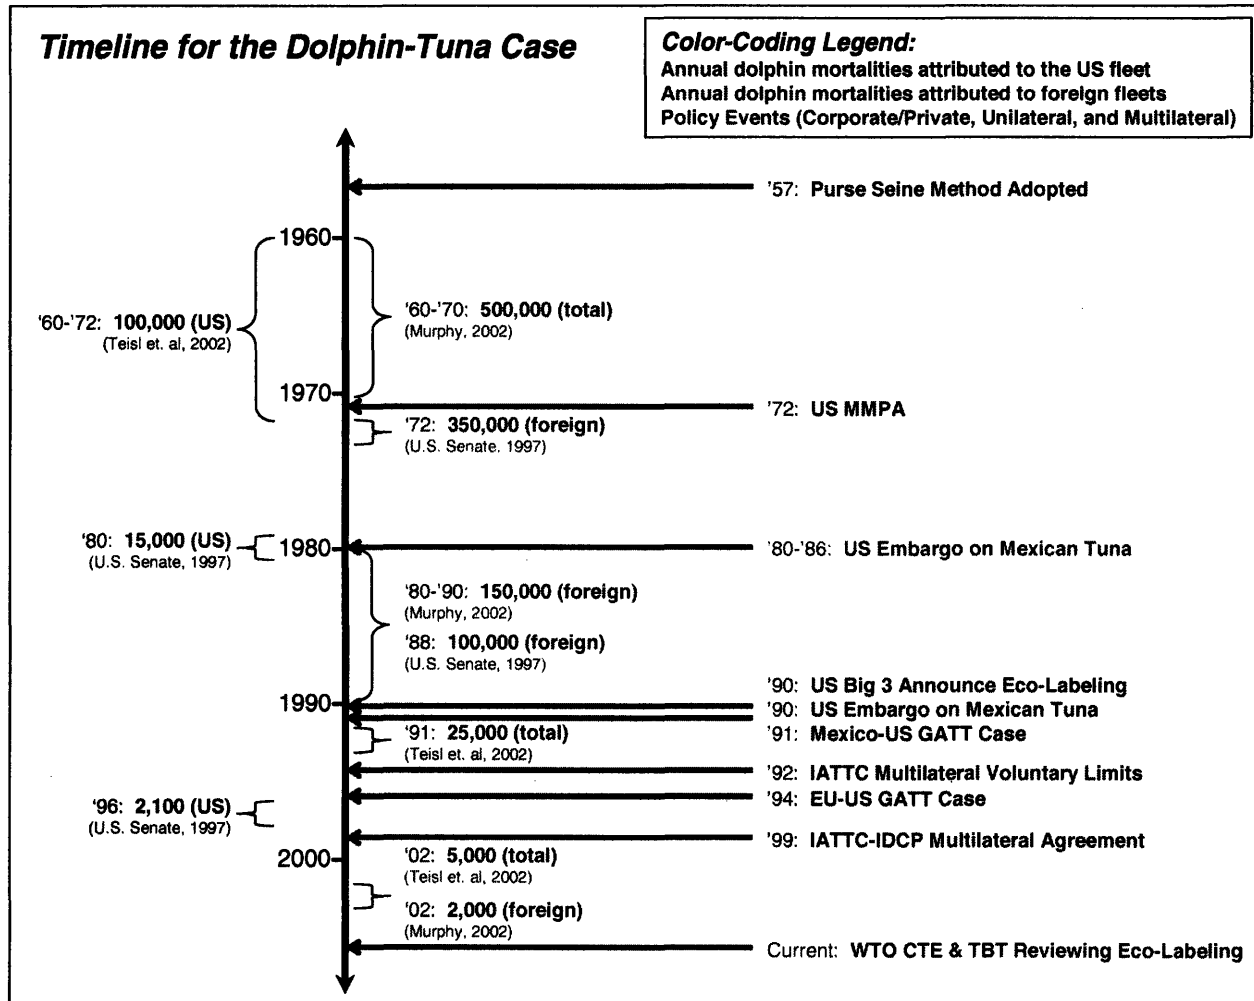 Timeline for the Dolphin-Tuna Case
Color-Coding Legend:
Annual dolphin mortalities attributed to the US fleet
Annual dolphin mortalities attributed to foreign fleets
Policy Events (Corporate/Private, Unilateral, and Multilateral)
'57: Purse Seine Method Adopted
1960
'60-'72: 100,000 (US)
(Teisl et. al, 2002)
'60-'70: 500,000 (total)
(Murphy, 2002)
1970
'72: US MMPA
'72: 350,000 (foreign)
(U.S. Senate. 1997)
'80: 15,000 (US)
(U.S. Senate, 1997)
1980
'80-'86: US Embargo on Mexican Tuna
'80-'90: 150,000 (foreign)
(Murphy, 2002)
'88: 100,000 (foreign)
(U.S. Senate, 1997)
1990
'90: US Big 3 Announce Eco-Labeling
'90: US Embargo on Mexican Tuna
'91: Mexico-US GATT Case
'91: 25,000 (total)
(Teisl et. al, 2002)
'92: IATTC Multilateral Voluntary Limits
'94: EU-US GATT Case
'96: 2,100 (US)
(U.S. Senate, 1997)
'99: IATTC-IDCP Multilateral Agreement
2000
'02: 5,000 (total)
(Teisl et. al, 2002)
'02: 2,000 (foreign)
(Murphy, 2002)
Current: WTO CTE & TBT Reviewing Eco-Labeling